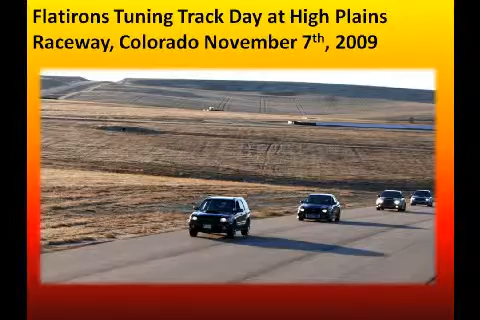 Flatirons Tuning Track Day at High Plains
Raceway, Colorado November 7th, 2009